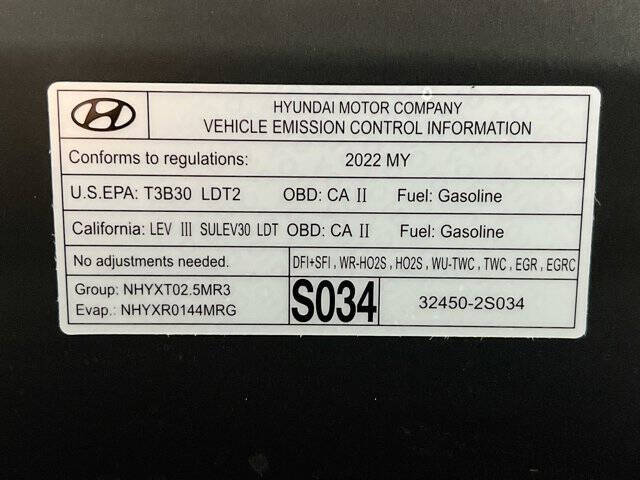 HYUNDAI MOTOR COMPANY
VEHICLE EMISSION CONTROL INFORMATION
Conforms to regulations: 2022 MY
U.S.EPA: T3B30 LDT2 OBD: CA II Fuel: Gasoline
California: LEV III SULEV30 LDT OBD: CA II Fuel: Gasoline
No adjustments needed. DFI+SFI , WR-HO2S , HO2S , WU-TWC , TWC , EGR , EGRC
Group: NHYXT02.5MR3
Evap.: NHYXR0144MRG
S034
32450-2S034